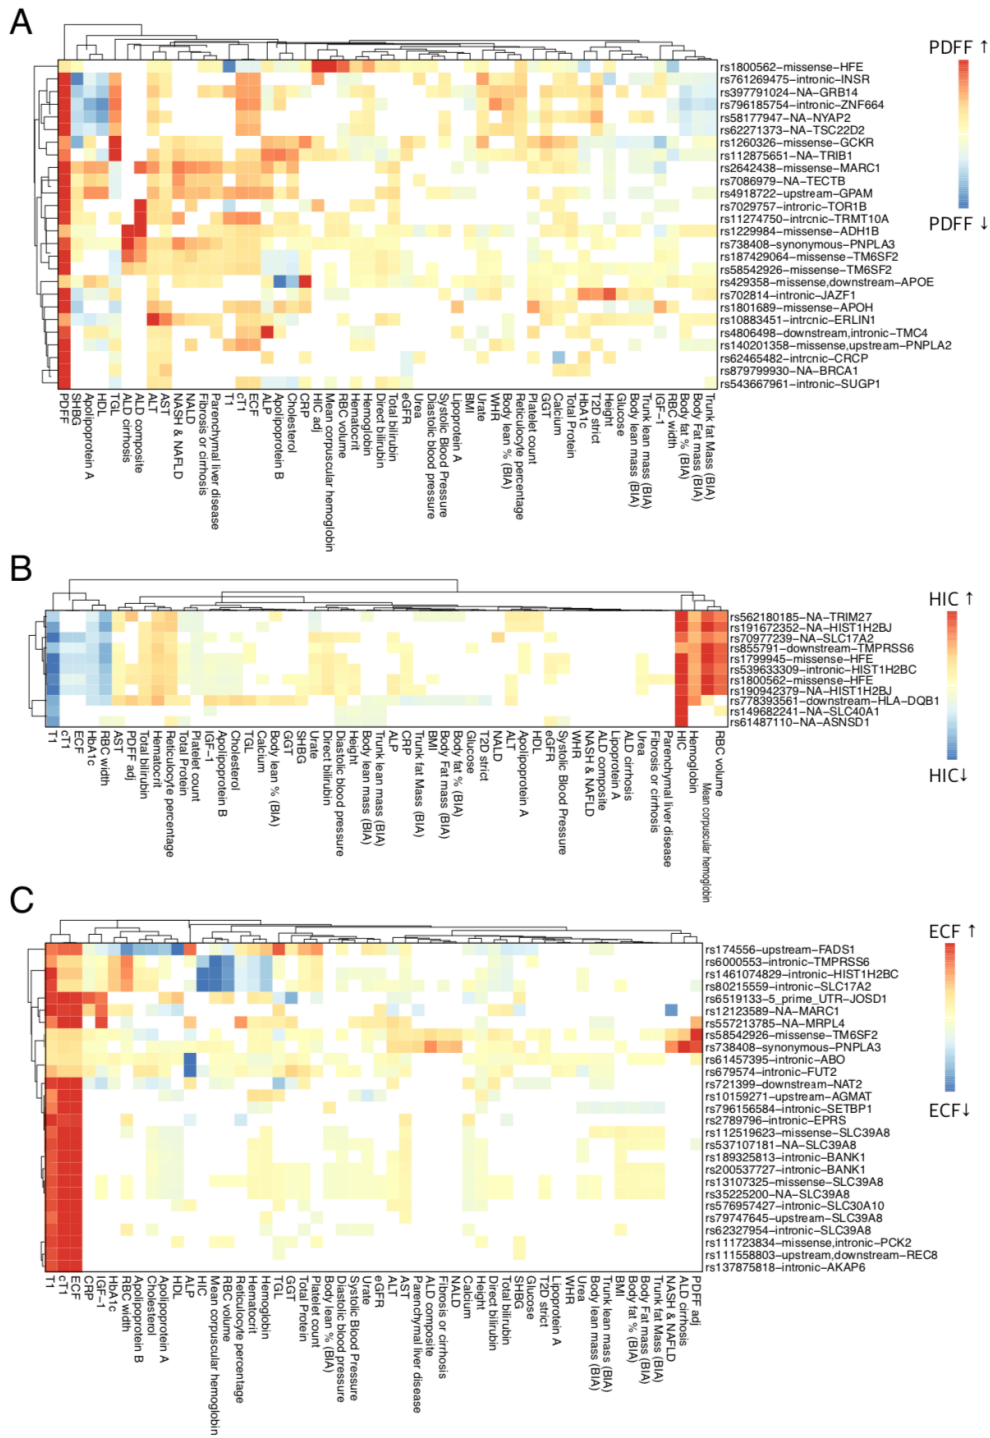 A
PDFF ↑
PDFF ↓
rs1800562-missense-HFE
rs761269475-intronic-INSR
rs397791024-NA-GRB14
rs796185754-intronic-ZNF664
rs58177947-NA-NYAP2
rs62271373-NA-TSC22D2
rs1260326-missense-GCKR
rs112875651-NA-TRIB1
rs2642438-missense-MARC1
rs7086979-NA-TECTB
rs4918722-upstream-GPAM
rs7029757-intronic-TOR1B
rs11274750-intrcnic-TRMT10A
rs1229984-missense-ADH1B
rs738408-synonymous-PNPLA3
rs187429064-missense-TM6SF2
rs58542926-missense-TM6SF2
rs429358-missense,downstream-APOE
rs702814-intronic-JAZF1
rs1801689-missense-APOH
rs10883451-intrcnic-ERLIN1
rs4806498-downstream,intronic-TMC4
rs140201358-missense,upstream-PNPLA2
rs62465482-intrcnic-CRCP
rs879799930-NA-BRCA1
rs543667961-intronic-SUGP1
PDFF
SHBG
Apolipoprotein A
HDL
TGL
ALD cirrhosis
ALD composite
ALT
AST
NASH & NAFLD
NALD
Fibrosis or cirrhosis
Parenchymal liver disease
T1
cT1
ECF
ALP
Apolipoprotein B
Cholesterol
CRP
HIC adj
Mean corpuscular hemoglobin
RBC volume
Hematocrit
Hemoglobin
Direct bilirubin
Total bilirubin
eGFR
Urea
Diastolic blood pressure
Systolic Blood Pressure
Lipoprotein A
BMI
Urate
WHR
Body lean % (BIA)
Reticulocyte percentage
Platelet count
GGT
Calcium
Total Protein
HbA1c
T2D strict
Height
Glucose
Body lean mass (BIA)
Trunk lean mass (BIA)
IGF-1
RBC width
Body fat % (BIA)
Body Fat mass (BIA)
Trunk fat Mass (BIA)
B
HIC ↑
HIC↓
rs562180185-NA-TRIM27
rs191672352-NA-HIST1H2BJ
rs70977239-NA-SLC17A2
rs855791-downstream-TMPRSS6
rs1799945-missense-HFE
rs539633309-intronic-HIST1H2BC
rs1800562-missense-HFE
rs190942379-NA-HIST1H2BJ
rs778393561-downstream-HLA-DQB1
rs149682241-NA-SLC40A1
rs61487110-NA-ASNSD1
T1
cT1
ECF
HbA1c
RBC width
AST
PDFF adj
Total bilirubin
Hematocrit
Reticulocyte percentage
Total Protein
Platelet count
IGF-1
Apolipoprotein B
Cholesterol
TGL
Calcium
Body lean % (BIA)
GGT
SHBG
Urate
Direct bilirubin
Diastolic blood pressure
Height
Body lean mass (BIA)
Trunk lean mass (BIA)
ALP
CRP
Trunk fat Mass (BIA)
BMI
Body Fat mass (BIA)
Body fat % (BIA)
Glucose
T2D strict
NALD
ALT
Apolipoprotein A
HDL
eGFR
Systolic Blood Pressure
WHR
NASH & NAFLD
ALD composite
Lipoprotein A
ALD cirrhosis
Urea
Fibrosis or cirrhosis
Parenchymal liver disease
HIC
Hemoglobin
Mean corpuscular hemoglobin
RBC volume
C
ECF ↑
ECF↓
rs174556-upstream-FADS1
rs6000553-intronic-TMPRSS6
rs1461074829-intronic-HIST1H2BC
rs80215559-intronic-SLC17A2
rs6519133-5_prime_UTR-JOSD1
rs12123589-NA-MARC1
rs557213785-NA-MRPL4
rs58542926-missense-TM6SF2
rs738408-synonymous-PNPLA3
rs61457395-intronic-ABO
rs679574-intronic-FUT2
rs721399-downstream-NAT2
rs10159271-upstream-AGMAT
rs796156584-intronic-SETBP1
rs2789796-intronic-EPRS
rs112519623-missense-SLC39A8
rs537107181-NA-SLC39A8
rs189325813-intronic-BANK1
rs200537727-intronic-BANK1
rs13107325-missense-SLC39A8
rs35225200-NA-SLC39A8
rs576957427-intronic-SLC30A10
rs79747645-upstream-SLC39A8
rs62327954-intronic-SLC39A8
rs111723834-missense,intronic-PCK2
rs111558803-upstream,downstream-REC8
rs137875818-intronic-AKAP6
T1
cT1
ECF
CRP
IGF-1
HbA1c
RBC width
Apolipoprotein B
Cholesterol
Apolipoprotein A
HDL
ALP
HIC
Mean corpuscular hemoglobin
RBC volume
Reticulocyte percentage
Hematocrit
Hemoglobin
TGL
GGT
Total Protein
Platelet count
Body lean % (BIA)
Diastolic blood pressure
Systolic Blood Pressure
Urate
eGFR
ALT
AST
Parenchymal liver disease
ALD composite
Fibrosis or cirrhosis
NALD
Calcium
Height
Direct bilirubin
Total bilirubin
SHBG
Glucose
T2D strict
Lipoprotein A
WHR
Urea
Body lean mass (BIA)
Trunk lean mass (BIA)
BMI
Body fat % (BIA)
Body Fat mass (BIA)
Trunk fat Mass (BIA)
NASH & NAFLD
ALD cirrhosis
PDFF adj